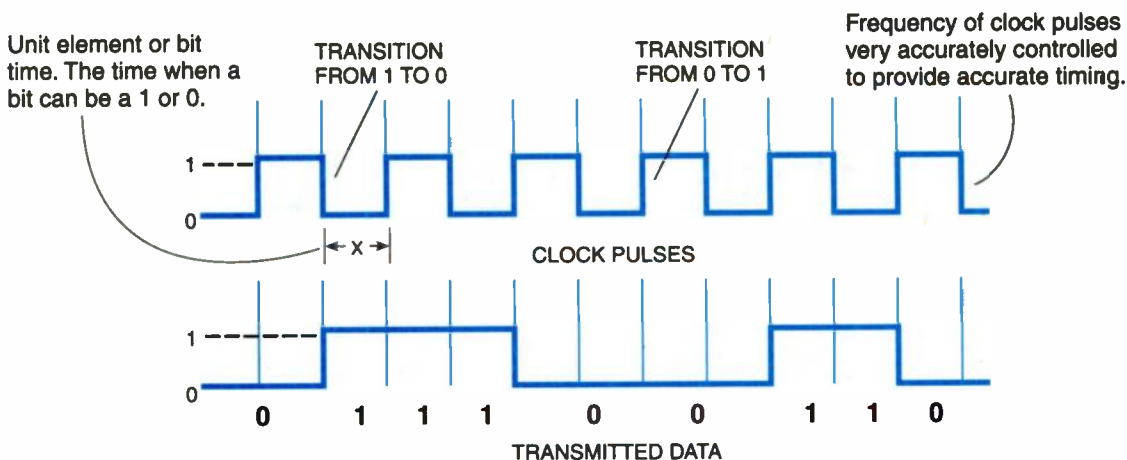 Unit element or bit
time. The time when a
bit can be a 1 or 0.
TRANSITION
FROM 1 TO 0
TRANSITION
FROM 0 TO 1
Frequency of clock pulses
very accurately controlled
to provide accurate timing.
1
0
X
CLOCK PULSES
1
0
0 1 1 1 0 0 1 1 0
TRANSMITTED DATA